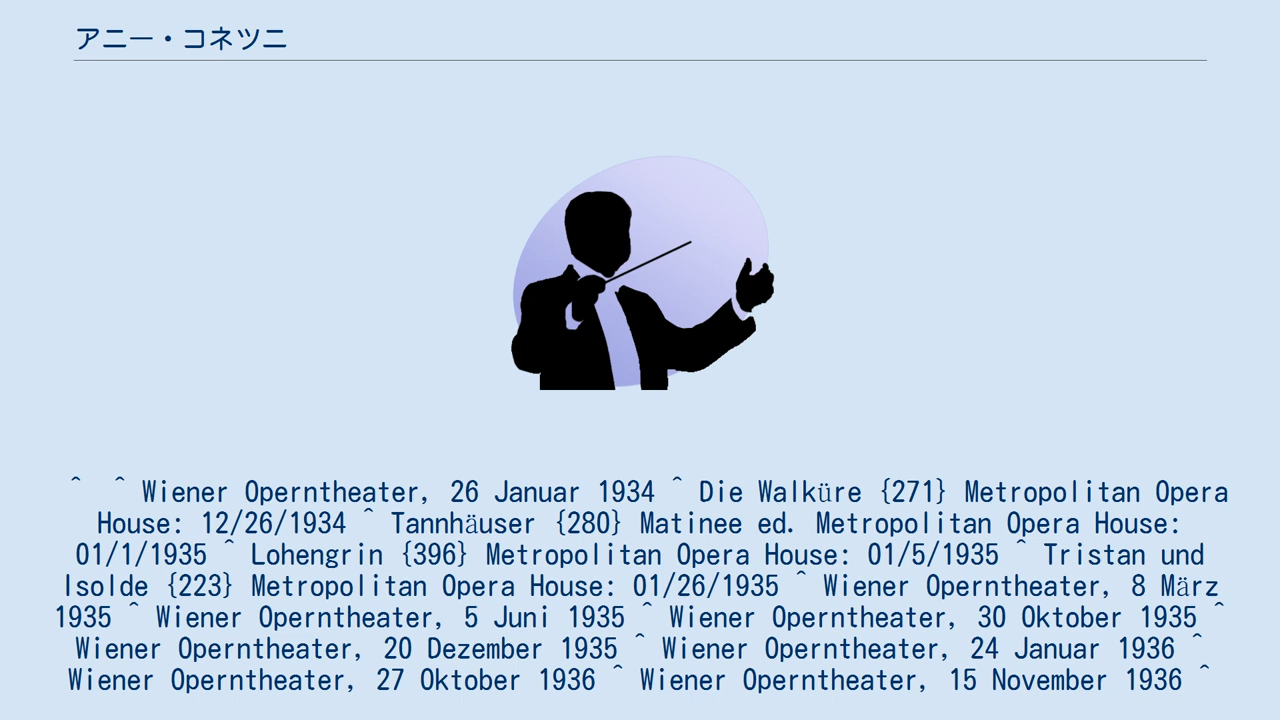 アニー・コネツニ
^ ^ Wiener Operntheater, 26 Januar 1934 ^ Die Walküre {271} Metropolitan Opera
House: 12/26/1934 ^ Tannhäuser {280} Matinee ed. Metropolitan Opera House:
01/1/1935 ^ Lohengrin {396} Metropolitan Opera House: 01/5/1935 ^ Tristan und
Isolde {223} Metropolitan Opera House: 01/26/1935 ^ Wiener Operntheater, 8 März
1935 ^ Wiener Operntheater, 5 Juni 1935 ^ Wiener Operntheater, 30 Oktober 1935 ^
Wiener Operntheater, 20 Dezember 1935 ^ Wiener Operntheater, 24 Januar 1936 ^
Wiener Operntheater, 27 Oktober 1936 ^ Wiener Operntheater, 15 November 1936 ^